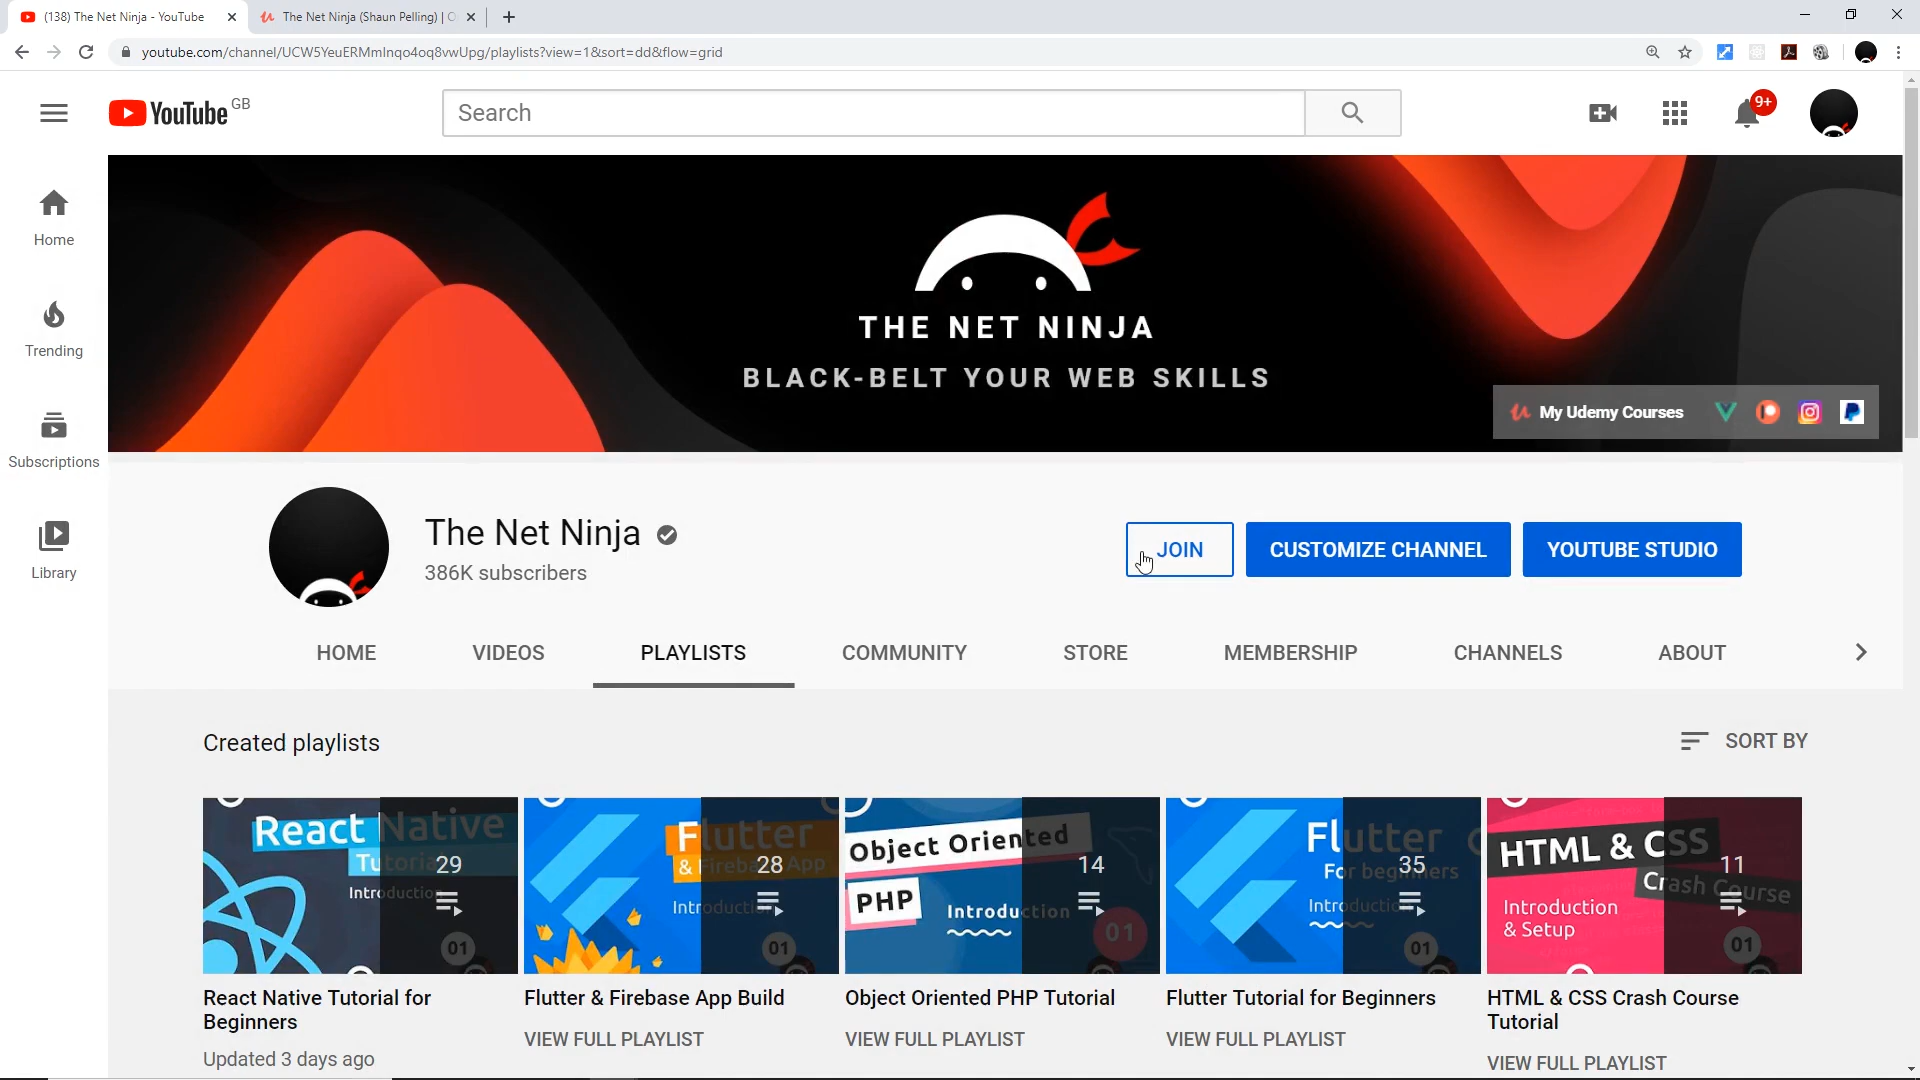 (138) The Net Ninja - YouTube
The Net Ninja (Shaun Pelling) | O
youtube.com/channel/UCW5YeuERMmlnqo4oq8vwUpg/playlists?view=1&sort=dd&flow=grid
YouTube GB
Search
9+
Home
Trending
Subscriptions
Library
THE NET NINJA
BLACK-BELT YOUR WEB SKILLS
My Udemy Courses
The Net Ninja
386K subscribers
JOIN
CUSTOMIZE CHANNEL
YOUTUBE STUDIO
HOME
VIDEOS
PLAYLISTS
COMMUNITY
STORE
MEMBERSHIP
CHANNELS
ABOUT
Created playlists
SORT BY
React Native
Tutorial
Introduction
29
01
Flutter
& Firebase App
Introduction
28
01
Object Oriented
PHP
Introduction
14
01
Flutter
For beginners
Introduction
35
01
HTML & CSS
Crash Course
Introduction
& Setup
11
01
React Native Tutorial for
Beginners
Updated 3 days ago
Flutter & Firebase App Build
VIEW FULL PLAYLIST
Object Oriented PHP Tutorial
VIEW FULL PLAYLIST
Flutter Tutorial for Beginners
VIEW FULL PLAYLIST
HTML & CSS Crash Course
Tutorial
VIEW FULL PLAYLIST